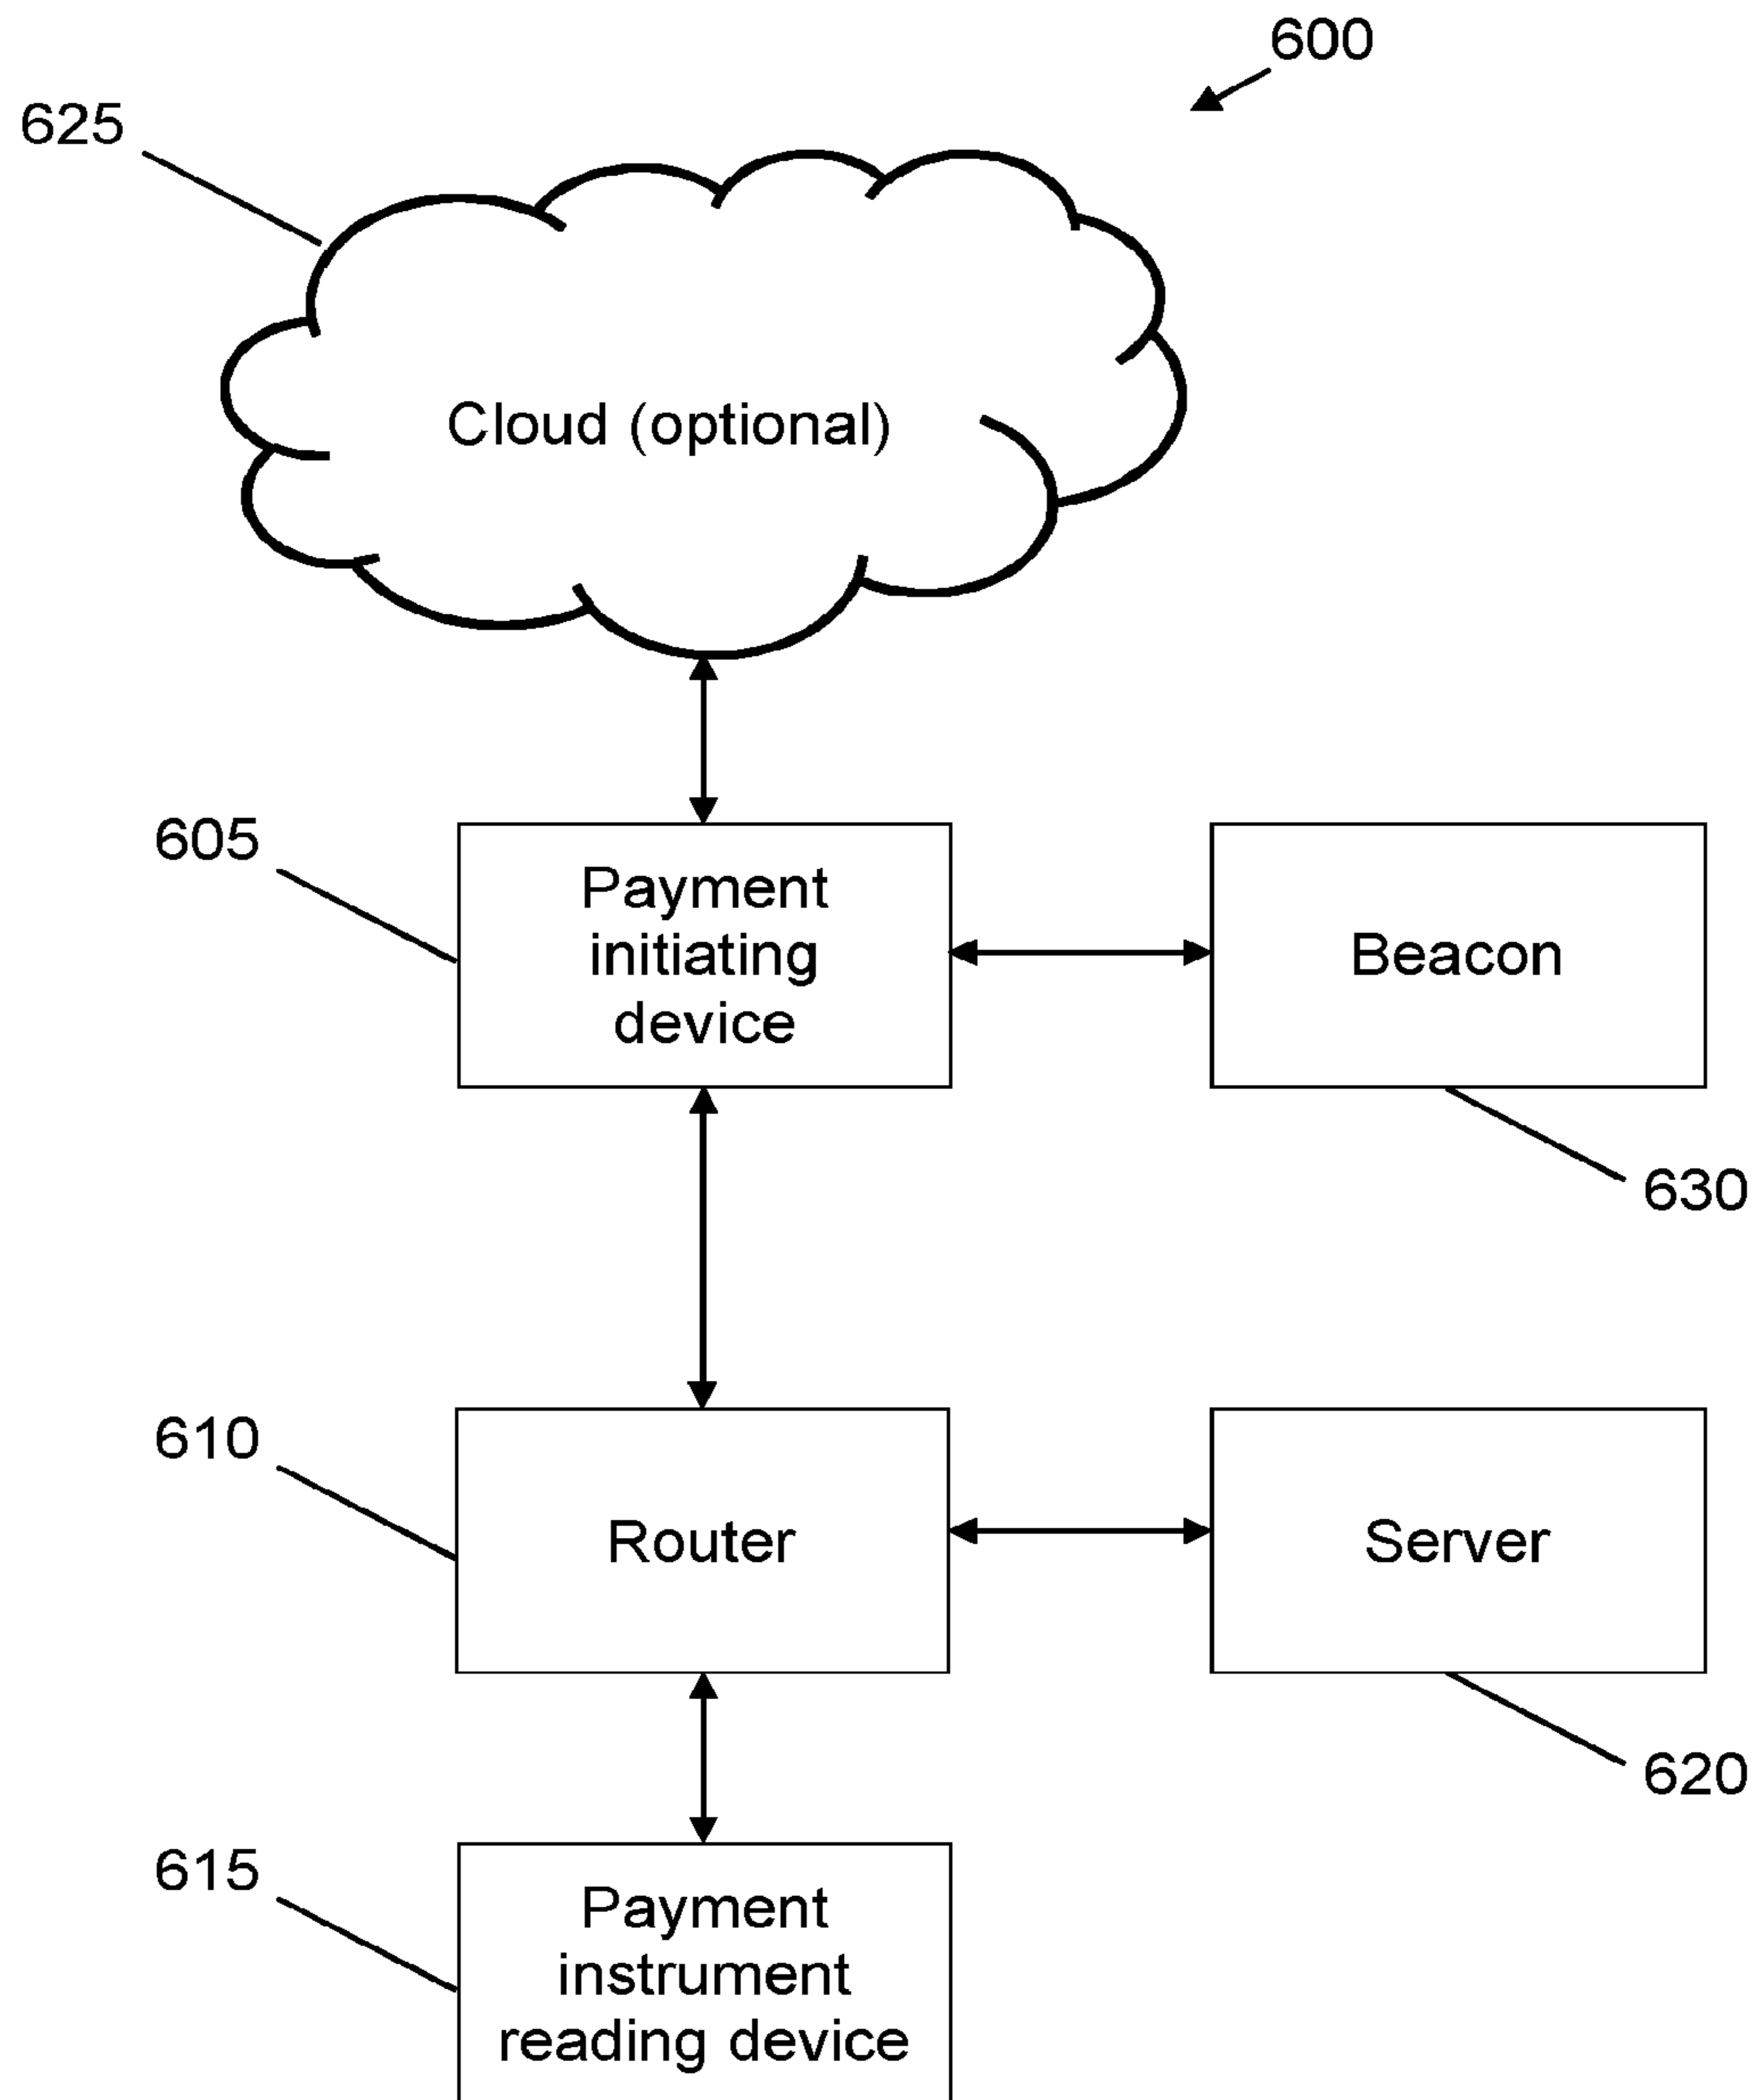 600
625
Cloud (optional)
605
Payment
initiating
device
Beacon
630
610
Router
Server
620
615
Payment
instrument
reading device